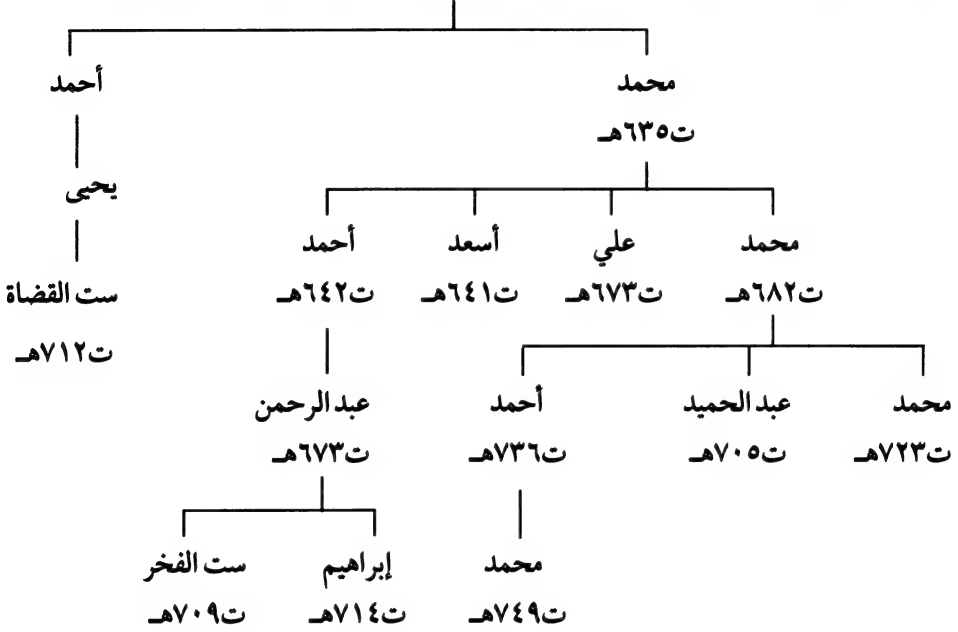 محمد
أحمد
ت٦٣٥هـ
يحيى
محمد
علي
أسعد
أحمد
ت٦٨٢هـ
ت٦٧٣هـ
ت٦٤١هـ
ت٦٤٢هـ
ست القضاة
ت٧١٢هـ
محمد
عبد الحميد
أحمد
عبد الرحمن
ت٧٢٣هـ
ت٧٠٥هـ
ت٧٣٦هـ
ت٦٧٣هـ
محمد
إبراهيم
ست الفخر
ت٧٤٩هـ
ت٧١٤هـ
ت٧٠٩هـ